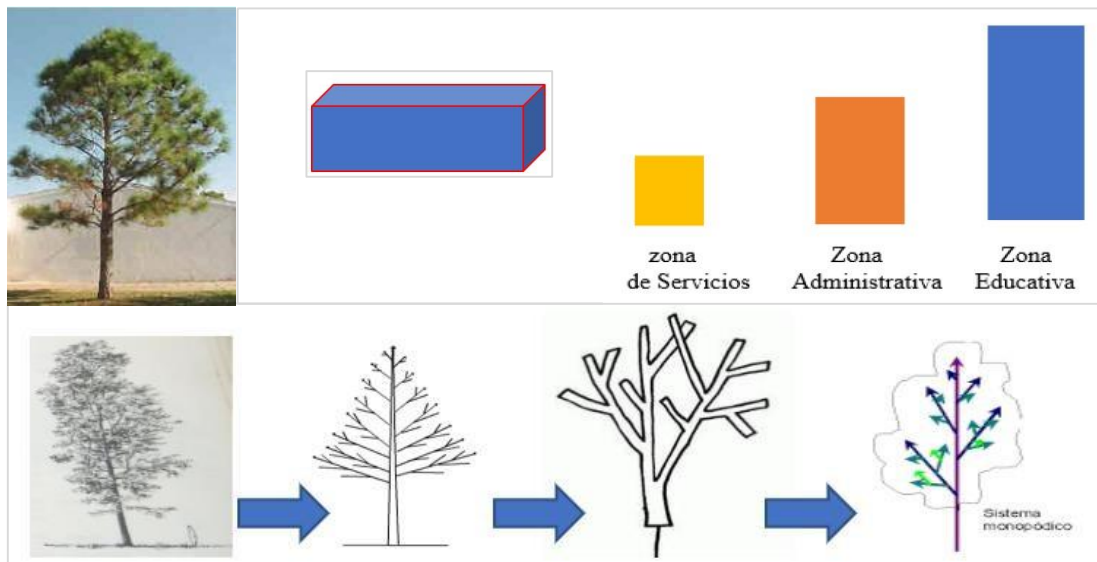 zona
de Servicios
Zona
Administrativa
Zona
Educativa
Sistema
monopódico